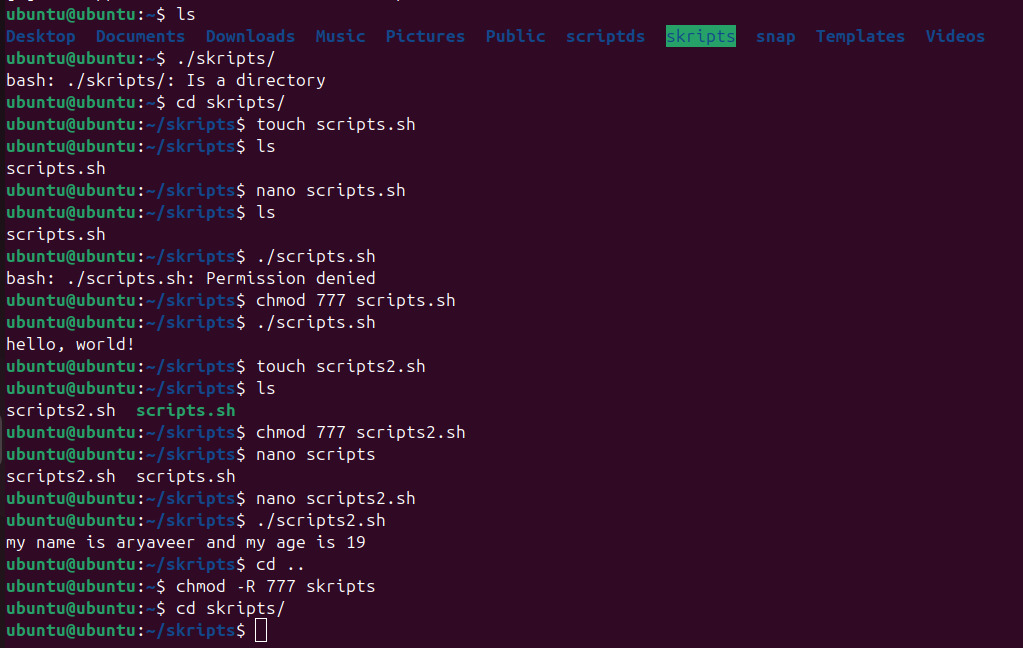 ubuntu@ubuntu:~$ ls
Desktop  Documents  Downloads  Music  Pictures  Public  scriptds  skripts  snap  Templates  Videos
ubuntu@ubuntu:~$ ./skripts/
bash: ./skripts/: Is a directory
ubuntu@ubuntu:~$ cd skripts/
ubuntu@ubuntu:~/skripts$ touch scripts.sh
ubuntu@ubuntu:~/skripts$ ls
scripts.sh
ubuntu@ubuntu:~/skripts$ nano scripts.sh
ubuntu@ubuntu:~/skripts$ ls
scripts.sh
ubuntu@ubuntu:~/skripts$ ./scripts.sh
bash: ./scripts.sh: Permission denied
ubuntu@ubuntu:~/skripts$ chmod 777 scripts.sh
ubuntu@ubuntu:~/skripts$ ./scripts.sh
hello, world!
ubuntu@ubuntu:~/skripts$ touch scripts2.sh
ubuntu@ubuntu:~/skripts$ ls
scripts2.sh  scripts.sh
ubuntu@ubuntu:~/skripts$ chmod 777 scripts2.sh
ubuntu@ubuntu:~/skripts$ nano scripts
scripts2.sh  scripts.sh
ubuntu@ubuntu:~/skripts$ nano scripts2.sh
ubuntu@ubuntu:~/skripts$ ./scripts2.sh
my name is aryaveer and my age is 19
ubuntu@ubuntu:~/skripts$ cd ..
ubuntu@ubuntu:~$ chmod -R 777 skripts
ubuntu@ubuntu:~$ cd skripts/
ubuntu@ubuntu:~/skripts$